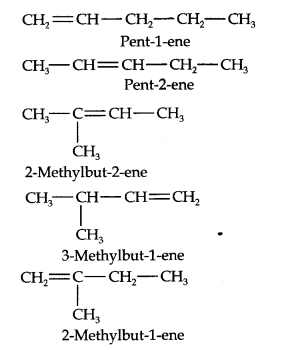 CH₂=CH—CH₂—CH₂—CH₃
Pent-1-ene
CH₃—CH=CH—CH₂—CH₃
Pent-2-ene
CH₃—C=CH—CH₃
CH₃
2-Methylbut-2-ene
CH₃—CH—CH=CH₂
CH₃
3-Methylbut-1-ene
CH₂=C—CH₂—CH₃
CH₃
2-Methylbut-1-ene